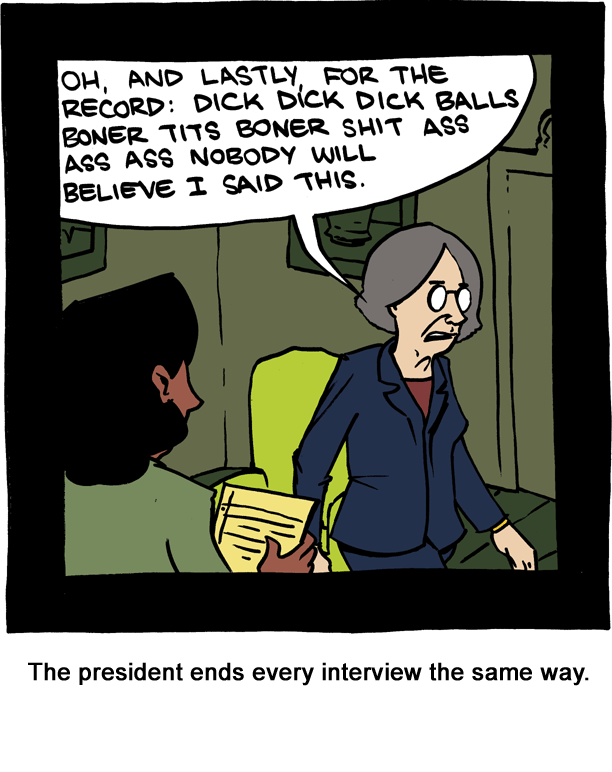 OH, AND LASTLY, FOR THE
RECORD: DICK DICK DICK BALLS
BONER TITS BONER SHIT ASS
ASS ASS NOBODY WILL
BELIEVE I SAID THIS.
The president ends every interview the same way.